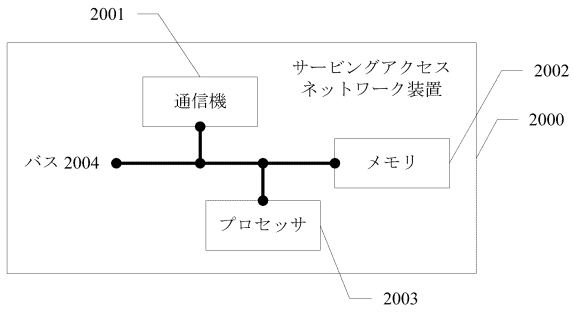 2001
サービングアクセス
ネットワーク装置
2002
通信機
2000
バス 2004
メモリ
プロセッサ
2003